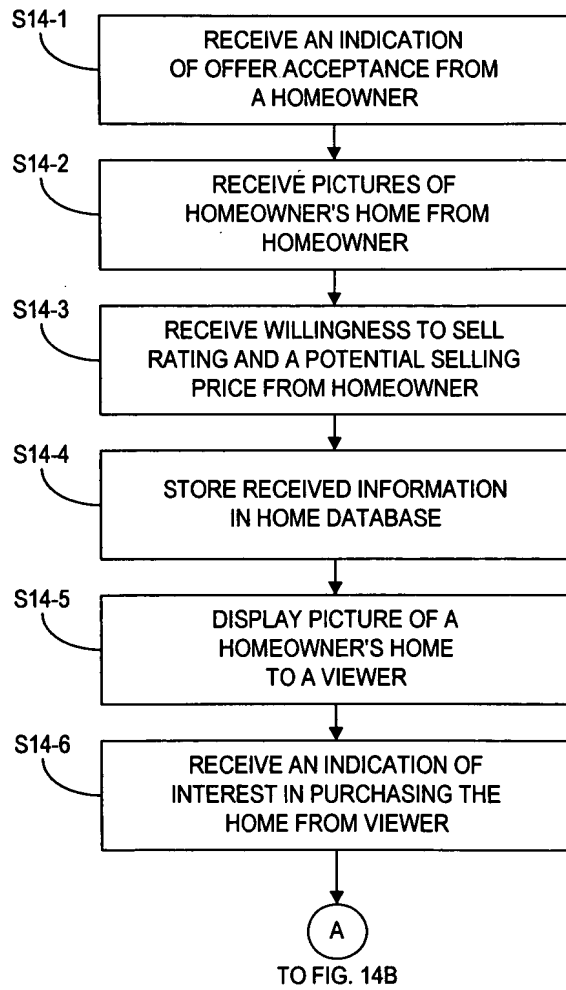 S14-1
RECEIVE AN INDICATION
OF OFFER ACCEPTANCE FROM
A HOMEOWNER
S14-2
RECEIVE PICTURES OF
HOMEOWNER'S HOME FROM
HOMEOWNER
S14-3
RECEIVE WILLINGNESS TO SELL
RATING AND A POTENTIAL SELLING
PRICE FROM HOMEOWNER
S14-4
STORE RECEIVED INFORMATION
IN HOME DATABASE
S14-5
DISPLAY PICTURE OF A
HOMEOWNER'S HOME
TO A VIEWER
S14-6
RECEIVE AN INDICATION OF
INTEREST IN PURCHASING THE
HOME FROM VIEWER
A
TO FIG. 14B